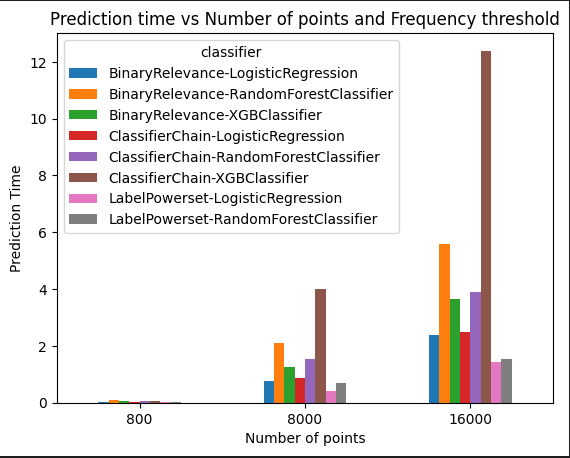 Prediction time vs Number of points and Frequency threshold
classifier
BinaryRelevance-LogisticRegression
BinaryRelevance-RandomForestClassifier
BinaryRelevance-XGBClassifier
ClassifierChain-LogisticRegression
ClassifierChain-RandomForestClassifier
ClassifierChain-XGBClassifier
LabelPowerset-LogisticRegression
LabelPowerset-RandomForestClassifier
Prediction Time
12
10
8
6
4
2
0
800
8000
16000
Number of points